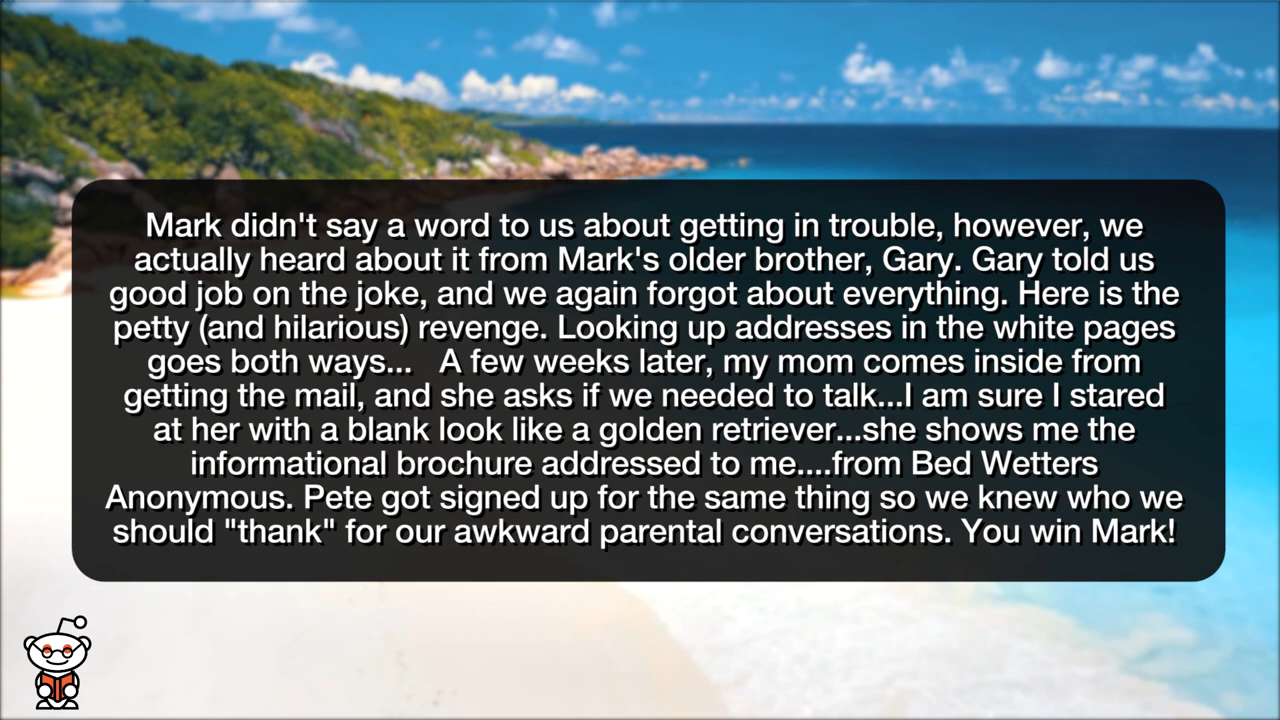 Mark didn't say a word to us about getting in trouble, however, we
actually heard about it from Mark's older brother, Gary. Gary told us
good job on the joke, and we again forgot about everything. Here is the
petty (and hilarious) revenge. Looking up addresses in the white pages
goes both ways...   A few weeks later, my mom comes inside from
getting the mail, and she asks if we needed to talk...I am sure I stared
at her with a blank look like a golden retriever...she shows me the
informational brochure addressed to me....from Bed Wetters
Anonymous. Pete got signed up for the same thing so we knew who we
should "thank" for our awkward parental conversations. You win Mark!